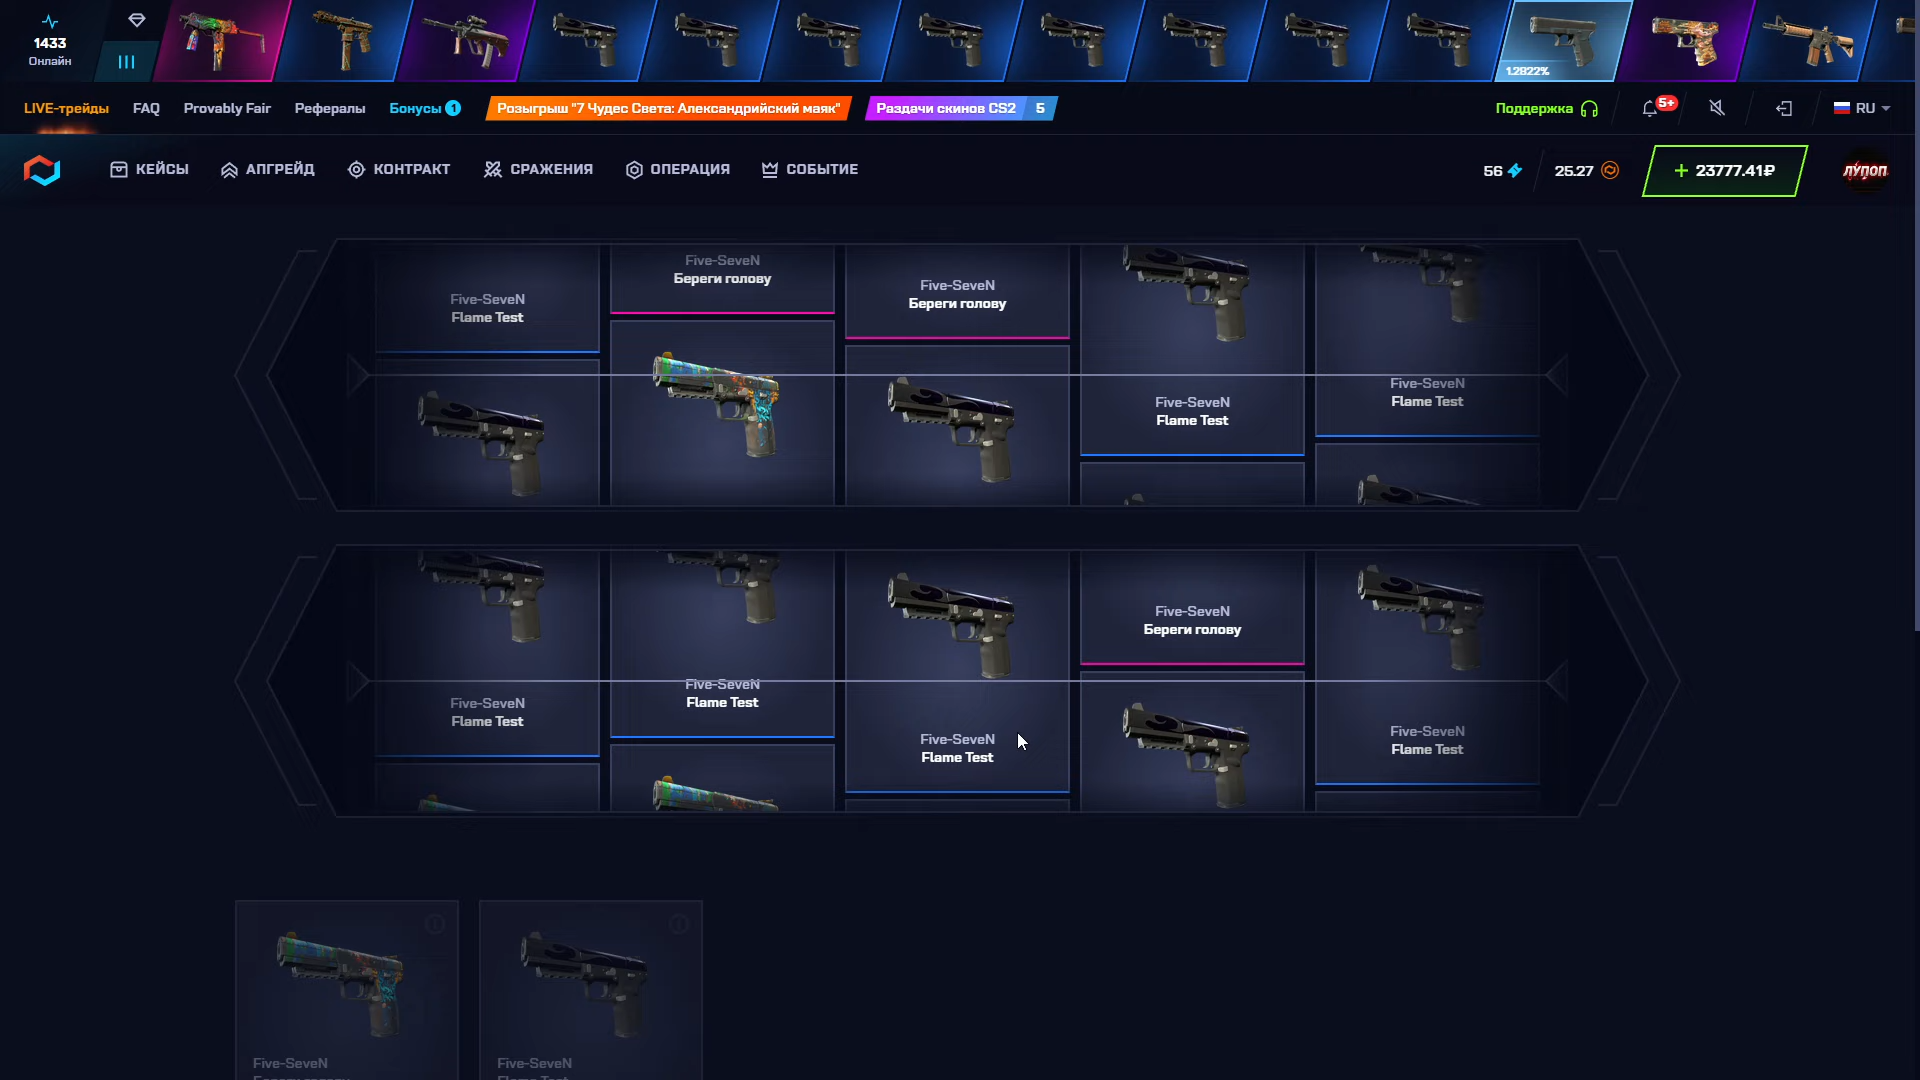 1433
Онлайн
1.2822%
LIVE-трейды
FAQ
Provably Fair
Рефералы
Бонусы 1
Розыгрыш "7 Чудес Света: Александрийский маяк"
Раздачи скинов CS2 5
Поддержка
5+
RU
КЕЙСЫ
АПГРЕЙД
КОНТРАКТ
СРАЖЕНИЯ
ОПЕРАЦИЯ
СОБЫТИЕ
56
25.27
+ 23777.41₽
ЛУПОП
Five-SeveN
Flame Test
Five-SeveN
Береги голову
Five-SeveN
Береги голову
Five-SeveN
Flame Test
Five-SeveN
Flame Test
Five-SeveN
Flame Test
Five-SeveN
Flame Test
Five-SeveN
Flame Test
Five-SeveN
Береги голову
Five-SeveN
Flame Test
Five-SeveN
Five-SeveN